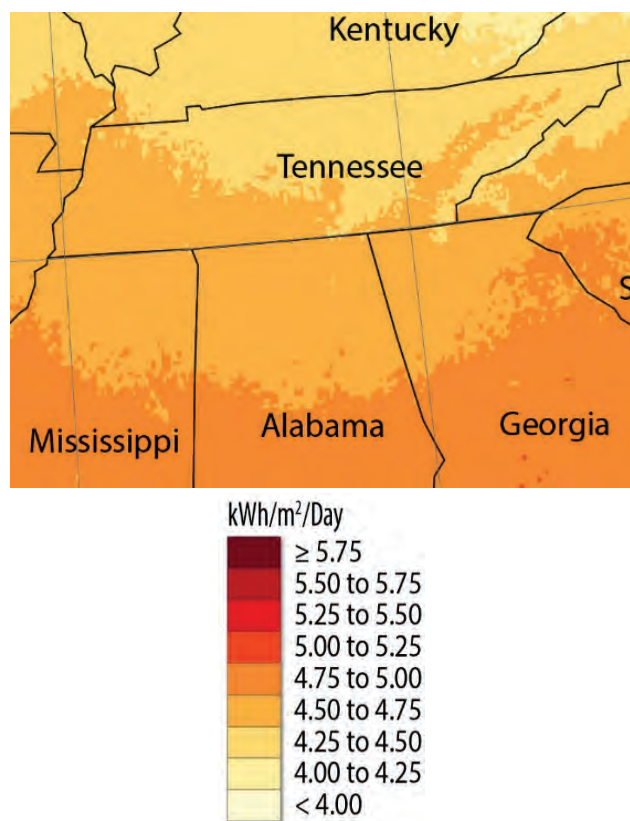 Kentucky
Tennessee
S
Mississippi
Alabama
Georgia
kWh/m²/Day
≥ 5.75
5.50 to 5.75
5.25 to 5.50
5.00 to 5.25
4.75 to 5.00
4.50 to 4.75
4.25 to 4.50
4.00 to 4.25
< 4.00